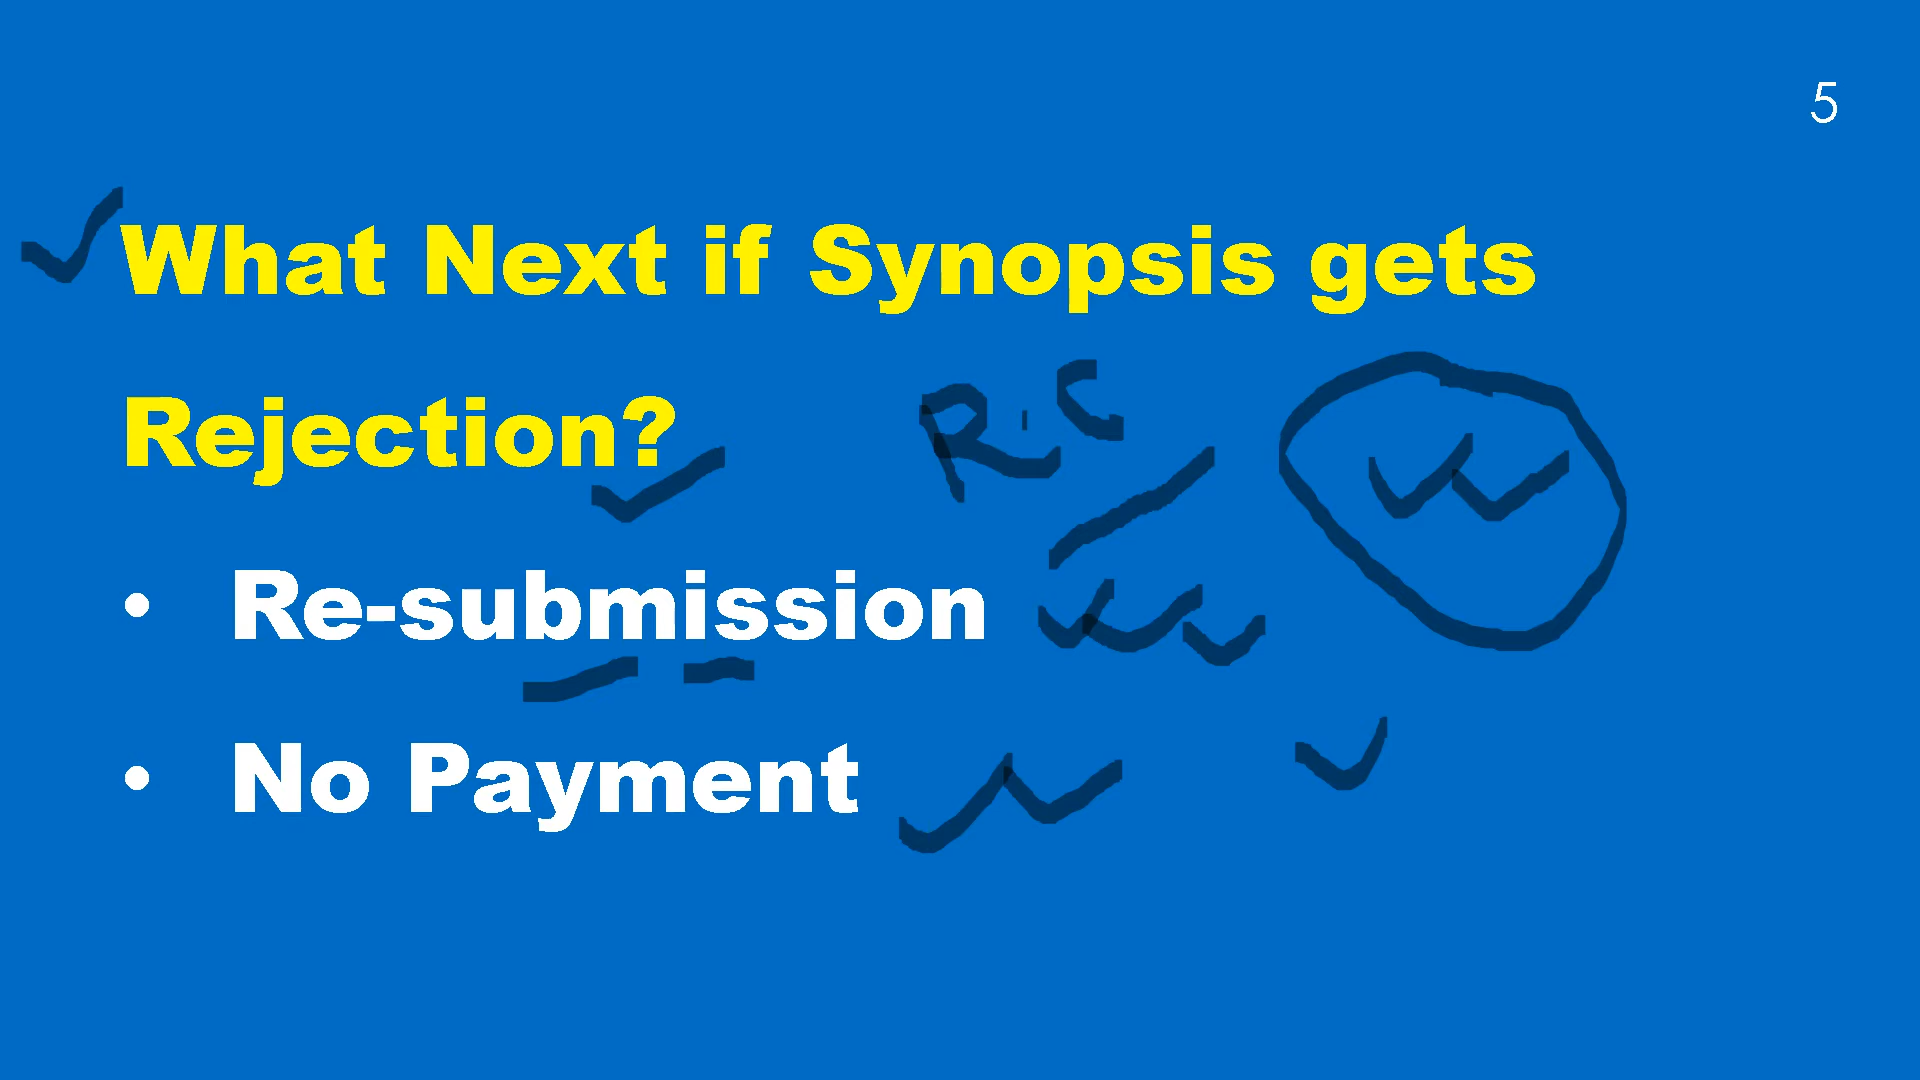 5
What Next if Synopsis gets
Rejection?
R.C
• Re-submission
• No Payment